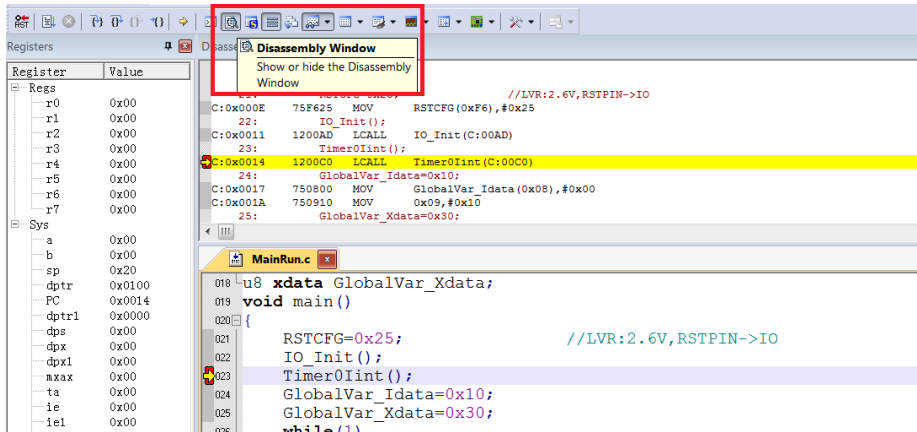 RST
Registers
Disasse
Disassembly Window
Show or hide the Disassembly
Window
Register Value
Regs
r0 0x00
r1 0x00
r2 0x00
r3 0x00
r4 0x00
r5 0x00
r6 0x00
r7 0x00
Sys
a 0x00
b 0x00
sp 0x20
dptr 0x0100
PC 0x0014
dptr1 0x0000
dps 0x00
dpx 0x00
dpx1 0x00
mxax 0x00
ta 0x00
ie 0x00
ie1 0x00
21: RSTCFG=0x25; //LVR:2.6V,RSTPIN->IO
C:0x000E 75F625 MOV RSTCFG(0xF6),#0x25
22: IO_Init();
C:0x0011 1200AD LCALL IO_Init(C:00AD)
23: Timer0Iint();
C:0x0014 1200C0 LCALL Timer0Iint(C:00C0)
24: GlobalVar_Idata=0x10;
C:0x0017 750800 MOV GlobalVar_Idata(0x08),#0x00
C:0x001A 750910 MOV 0x09,#0x10
25: GlobalVar_Xdata=0x30;
MainRun.c
018 u8 xdata GlobalVar_Xdata;
019 void main()
020 {
021 RSTCFG=0x25; //LVR:2.6V,RSTPIN->IO
022 IO_Init();
023 Timer0Iint();
024 GlobalVar_Idata=0x10;
025 GlobalVar_Xdata=0x30;
026 while(1)